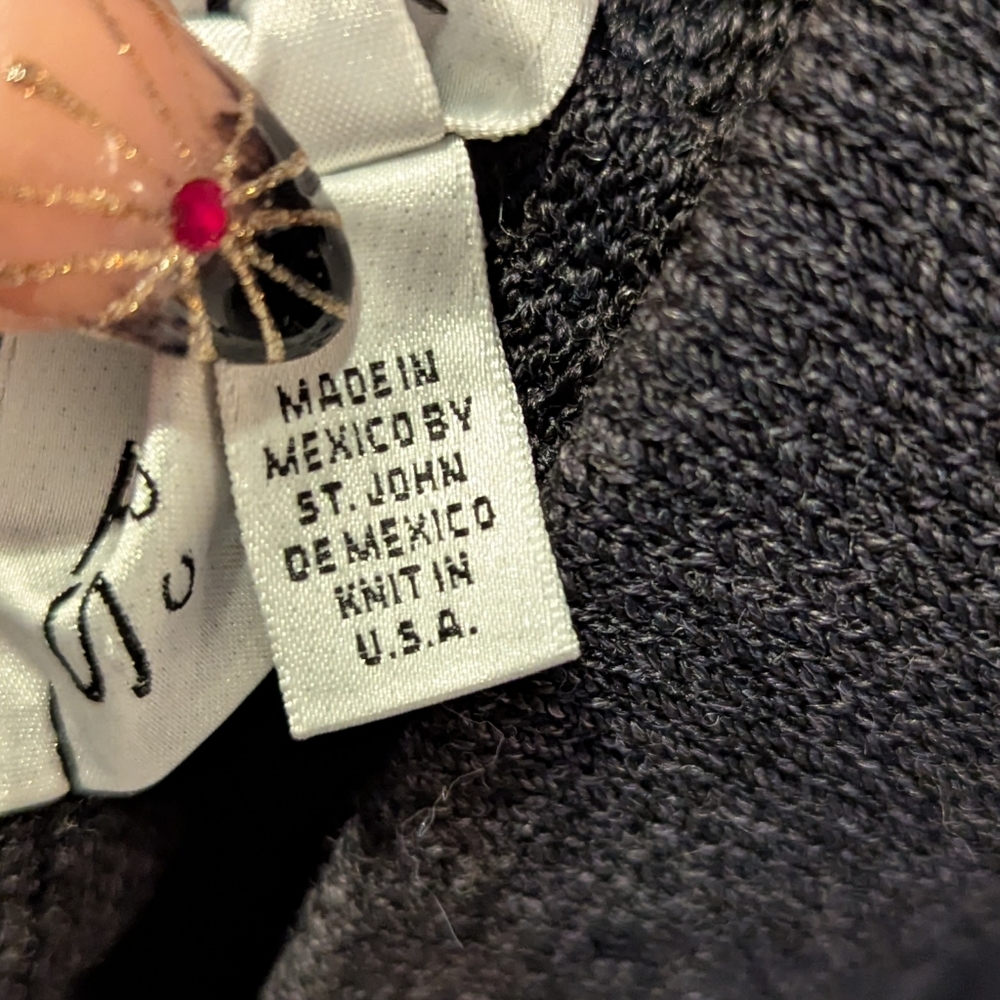 MADE IN
MEXICO BY
ST. JOHN
DE MEXICO
KNIT IN
U.S.A.